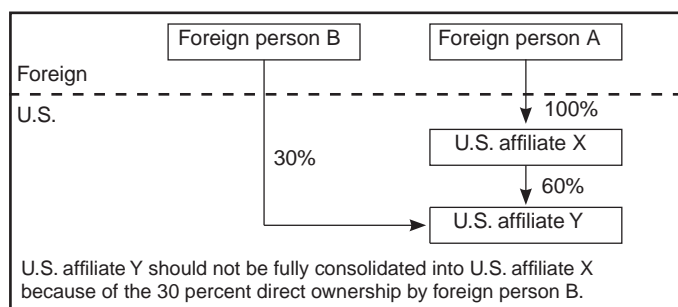 Foreign person B
Foreign person A
Foreign
U.S.
100%
U.S. affiliate X
30%
60%
U.S. affiliate Y
U.S. affiliate Y should not be fully consolidated into U.S. affiliate X
because of the 30 percent direct ownership by foreign person B.